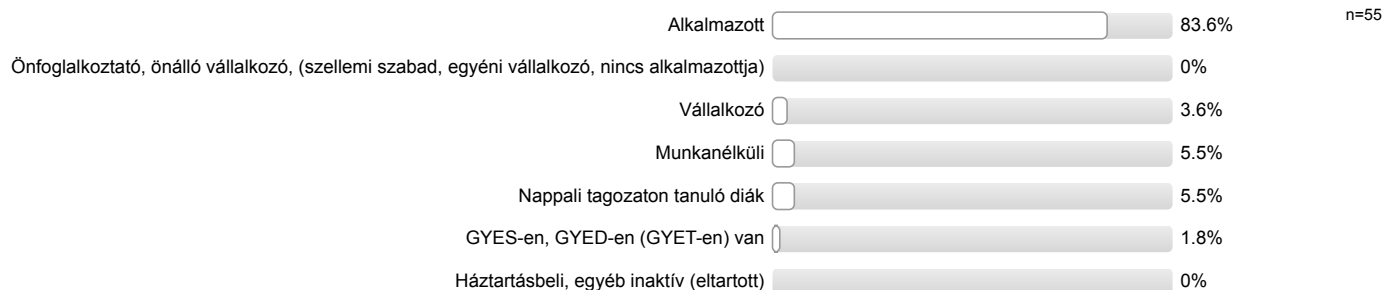 Alkalmazott 83.6% n=55
Önfoglalkoztató, önálló vállalkozó, (szellemi szabad, egyéni vállalkozó, nincs alkalmazottja) 0%
Vállalkozó 3.6%
Munkanélküli 5.5%
Nappali tagozaton tanuló diák 5.5%
GYES-en, GYED-en (GYET-en) van 1.8%
Háztartásbeli, egyéb inaktív (eltartott) 0%